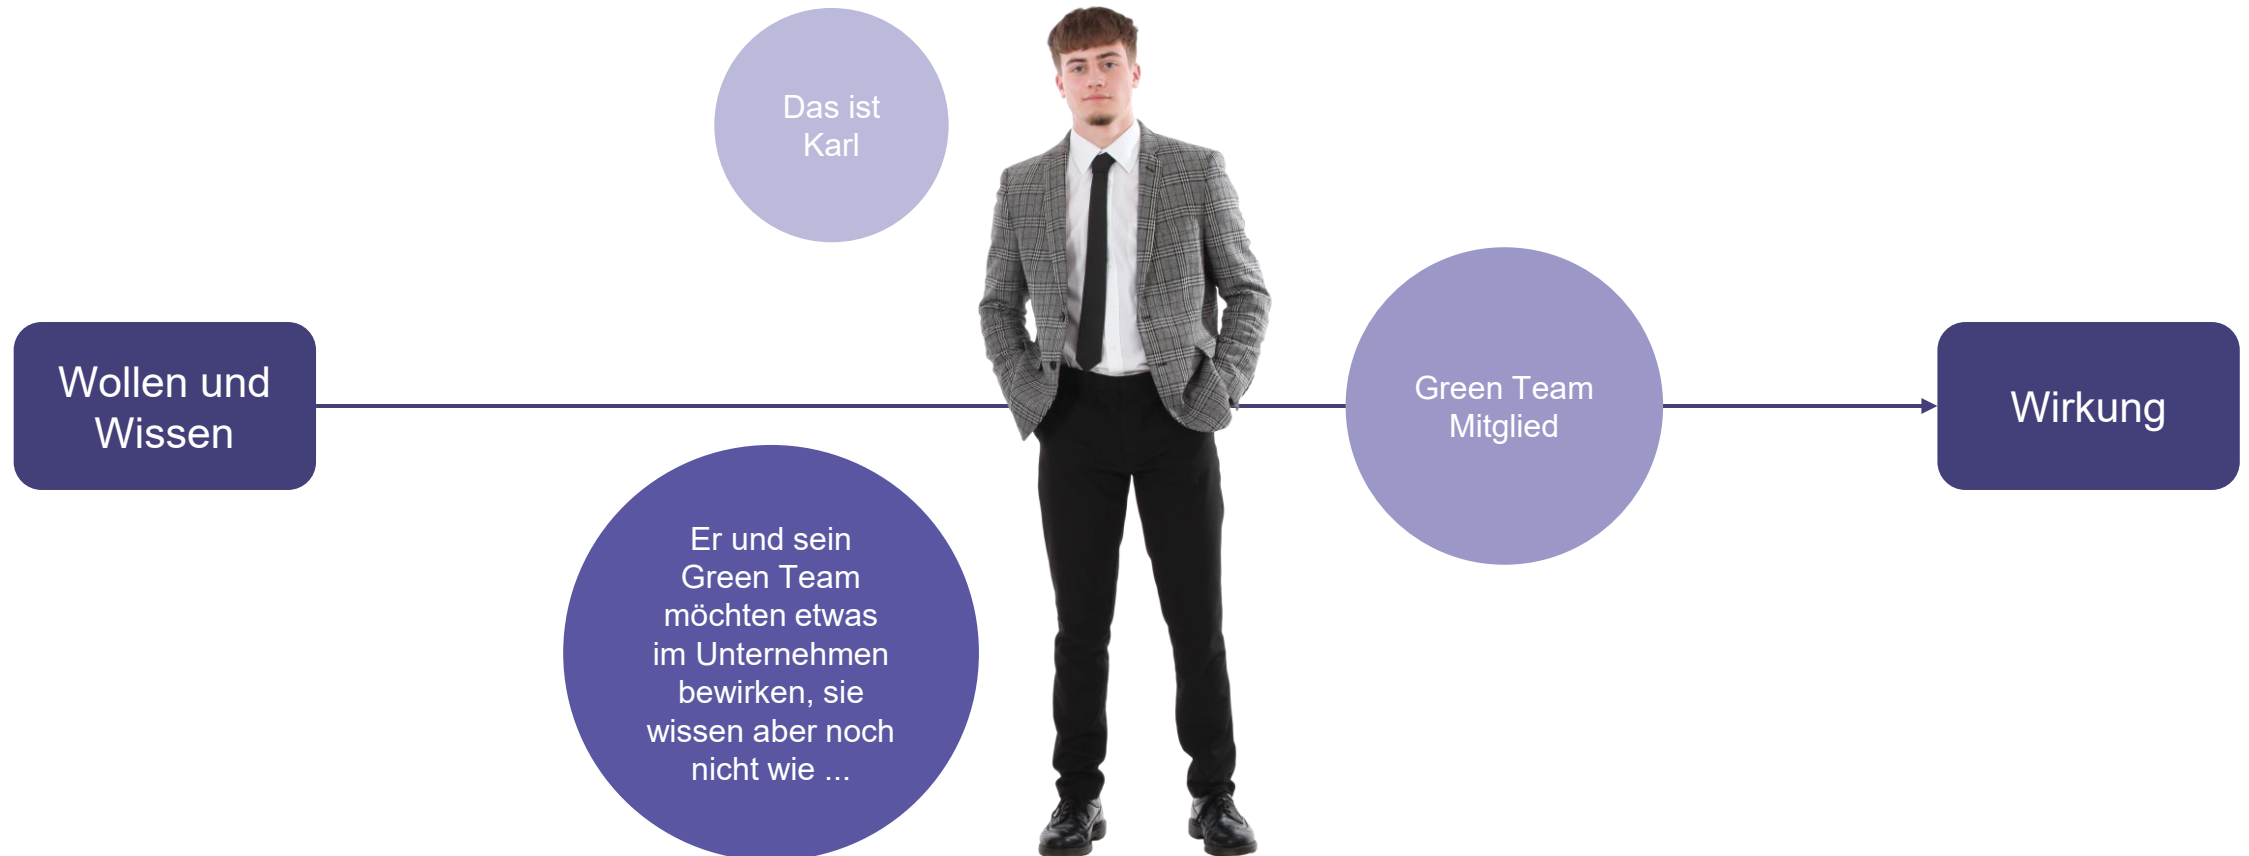 Das ist
Karl
Wollen und
Wissen
Green Team
Mitglied
Wirkung
Er und sein
Green Team
möchten etwas
im Unternehmen
bewirken, sie
wissen aber noch
nicht wie ...